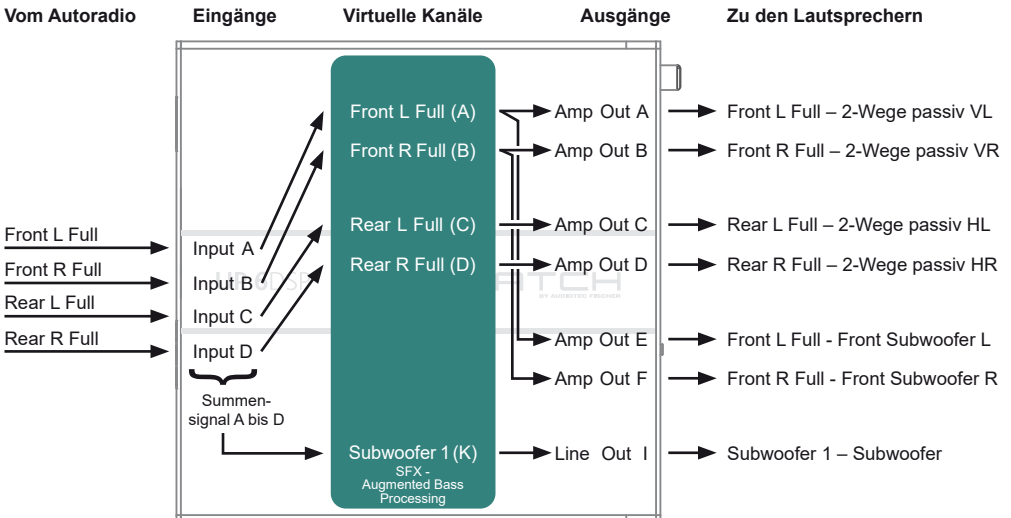 Vom Autoradio Eingänge Virtuelle Kanäle Ausgänge Zu den Lautsprechern
Front L Full (A) Amp Out A Front L Full – 2-Wege passiv VL
Front R Full (B) Amp Out B Front R Full – 2-Wege passiv VR
Rear L Full (C) Amp Out C Rear L Full – 2-Wege passiv HL
Front L Full
Input A
Rear R Full (D) Amp Out D Rear R Full – 2-Wege passiv HR
Front R Full
Input B
BY AUDIOTEC FISCHER
Rear L Full
Input C
Rear R Full
Input D
Amp Out E Front L Full - Front Subwoofer L
Amp Out F Front R Full - Front Subwoofer R
Summen-
signal A bis D
Subwoofer 1 (K) Line Out I Subwoofer 1 – Subwoofer
SFX -
Augmented Bass
Processing